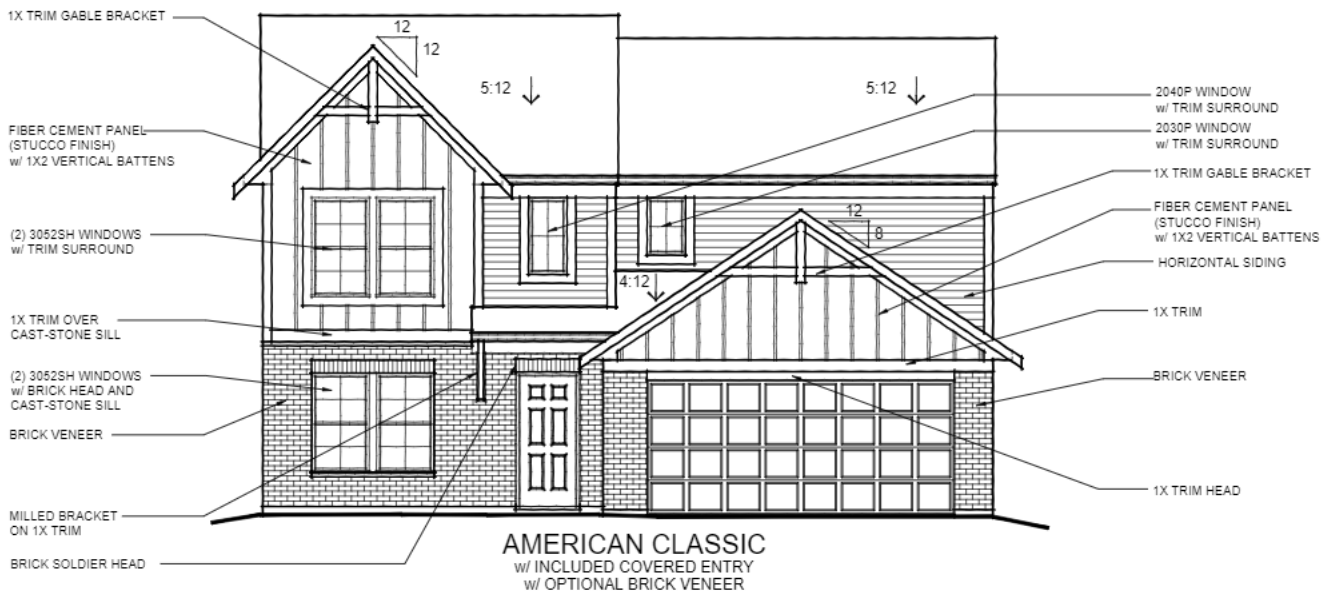 1X TRIM GABLE BRACKET
FIBER CEMENT PANEL
(STUCCO FINISH)
w/ 1X2 VERTICAL BATTENS
(2) 3052SH WINDOWS
w/ TRIM SURROUND
1X TRIM OVER
CAST-STONE SILL
(2) 3052SH WINDOWS
w/ BRICK HEAD AND
CAST-STONE SILL
BRICK VENEER
MILLED BRACKET
ON 1X TRIM
BRICK SOLDIER HEAD
12
12
5:12
5:12
12
8
4:12
2040P WINDOW
w/ TRIM SURROUND
2030P WINDOW
w/ TRIM SURROUND
1X TRIM GABLE BRACKET
FIBER CEMENT PANEL
(STUCCO FINISH)
w/ 1X2 VERTICAL BATTENS
HORIZONTAL SIDING
1X TRIM
BRICK VENEER
1X TRIM HEAD
AMERICAN CLASSIC
w/ INCLUDED COVERED ENTRY
w/ OPTIONAL BRICK VENEER